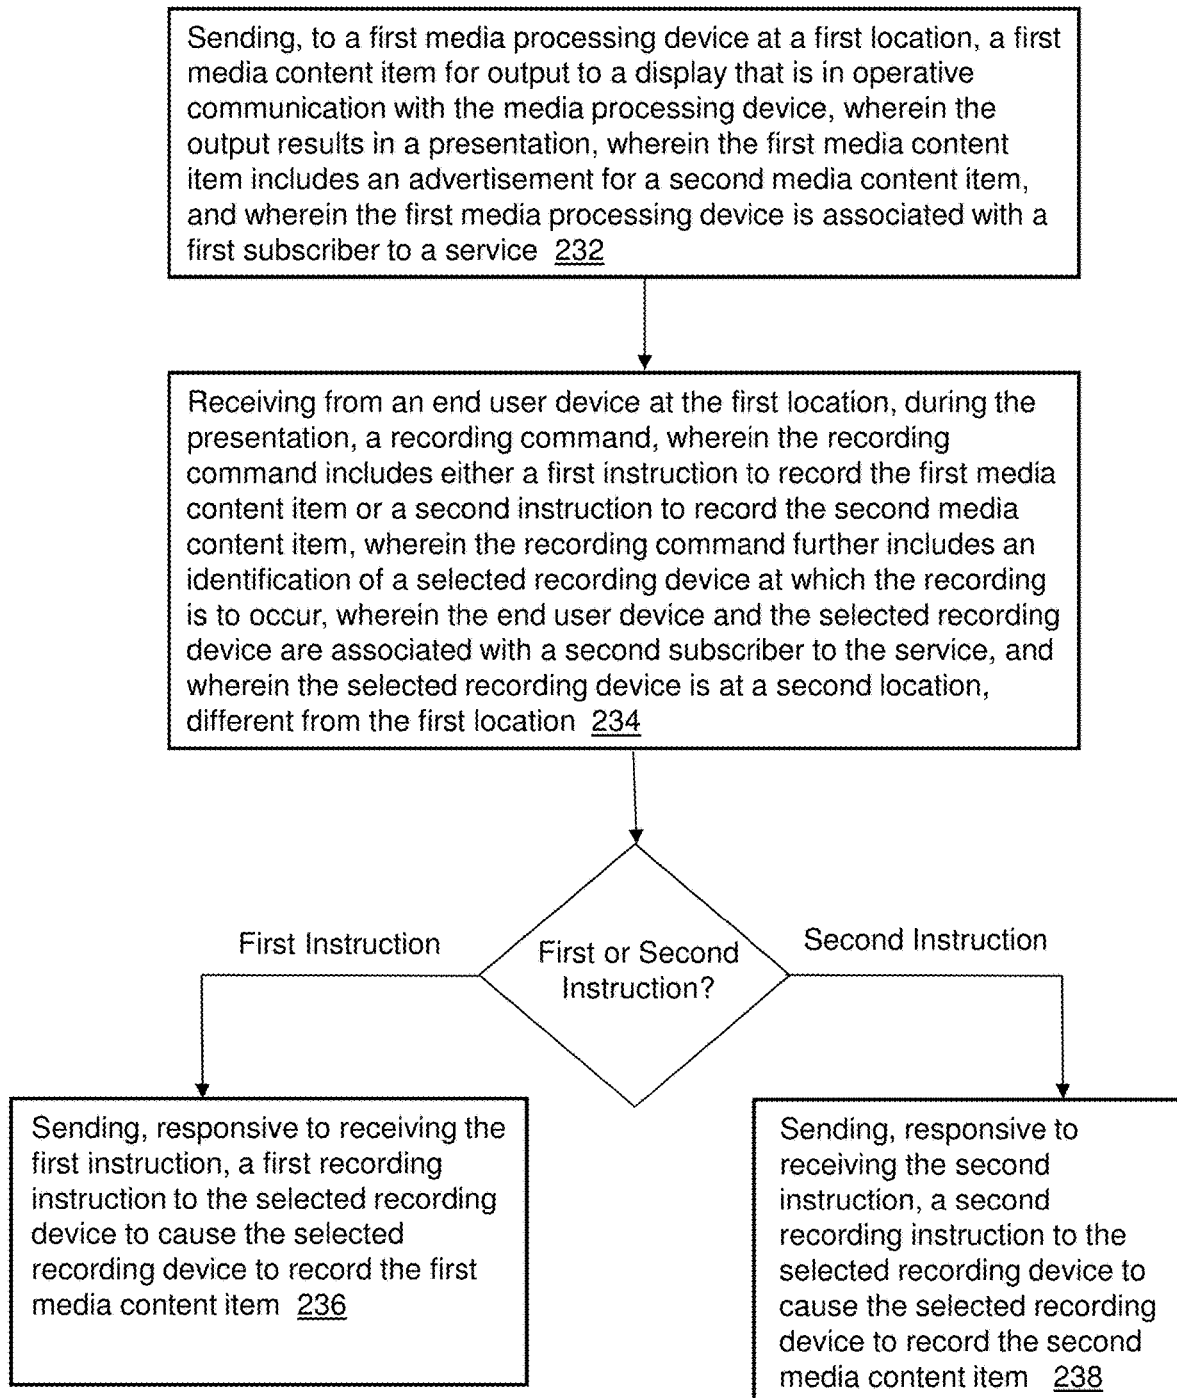 Sending, to a first media processing device at a first location, a first
media content item for output to a display that is in operative
communication with the media processing device, wherein the
output results in a presentation, wherein the first media content
item includes an advertisement for a second media content item,
and wherein the first media processing device is associated with a
first subscriber to a service 232
Receiving from an end user device at the first location, during the
presentation, a recording command, wherein the recording
command includes either a first instruction to record the first media
content item or a second instruction to record the second media
content item, wherein the recording command further includes an
identification of a selected recording device at which the recording
is to occur, wherein the end user device and the selected recording
device are associated with a second subscriber to the service, and
wherein the selected recording device is at a second location,
different from the first location 234
First Instruction
First or Second
Instruction?
Second Instruction
Sending, responsive to receiving the
first instruction, a first recording
instruction to the selected recording
device to cause the selected
recording device to record the first
media content item 236
Sending, responsive to
receiving the second
instruction, a second
recording instruction to the
selected recording device to
cause the selected recording
device to record the second
media content item 238